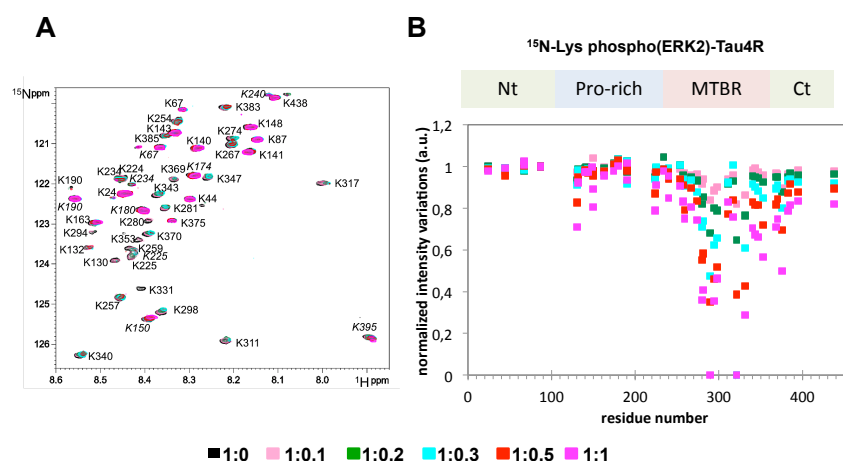 A
B
¹⁵N-Lys phospho(ERK2)-Tau4R
Nt Pro-rich MTBR Ct
¹⁵N ppm
121
122
123
124
125
126
8.6 8.5 8.4 8.3 8.2 8.1 8.0 ¹H ppm
K240
K67
K438
K254
K383
K143
K274
K148
K385
K140
K87
K67
K267
K141
K224
K369
K174
K234
K234
K347
K317
K190
K343
K24
K44
K190
K180
K281
K163
K280
K375
K294
K353
K370
K132
K259
K225
K130
K225
K331
K257
K298
K150
K395
K311
K340
normalized intensity variations (a.u.)
1,2
1
0,8
0,6
0,4
0,2
0
0 100 200 300 400
residue number
1:0 1:0.1 1:0.2 1:0.3 1:0.5 1:1